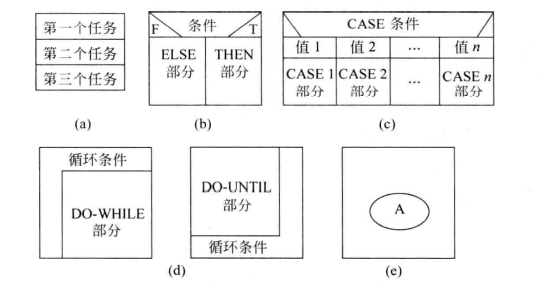 第一个任务
第二个任务
第三个任务
(a)
F 条件 T
ELSE THEN
部分 部分
(b)
CASE 条件
值 1 值 2 … 值 n
CASE 1 CASE 2 … CASE n
部分 部分 部分
(c)
循环条件
DO-WHILE
部分
DO-UNTIL
部分
循环条件
(d)
A
(e)